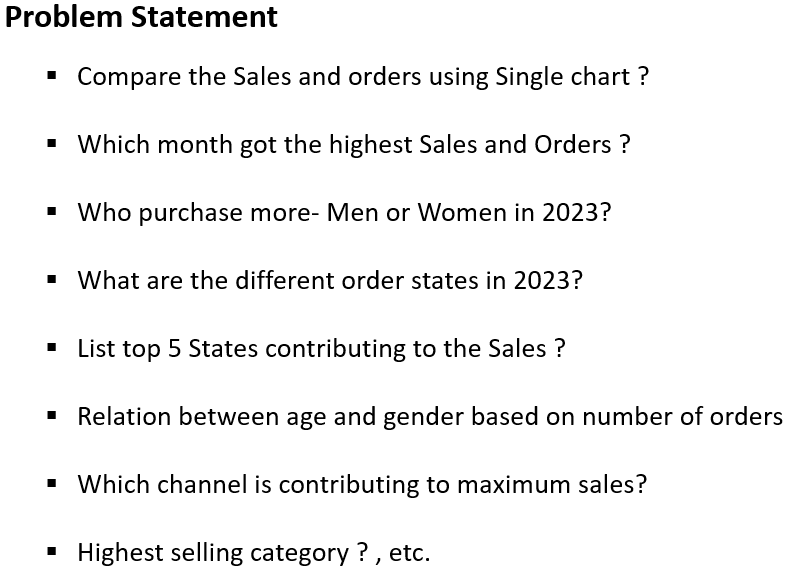 Problem Statement
▪ Compare the Sales and orders using Single chart ?
▪ Which month got the highest Sales and Orders ?
▪ Who purchase more- Men or Women in 2023?
▪ What are the different order states in 2023?
▪ List top 5 States contributing to the Sales ?
▪ Relation between age and gender based on number of orders
▪ Which channel is contributing to maximum sales?
▪ Highest selling category ? , etc.